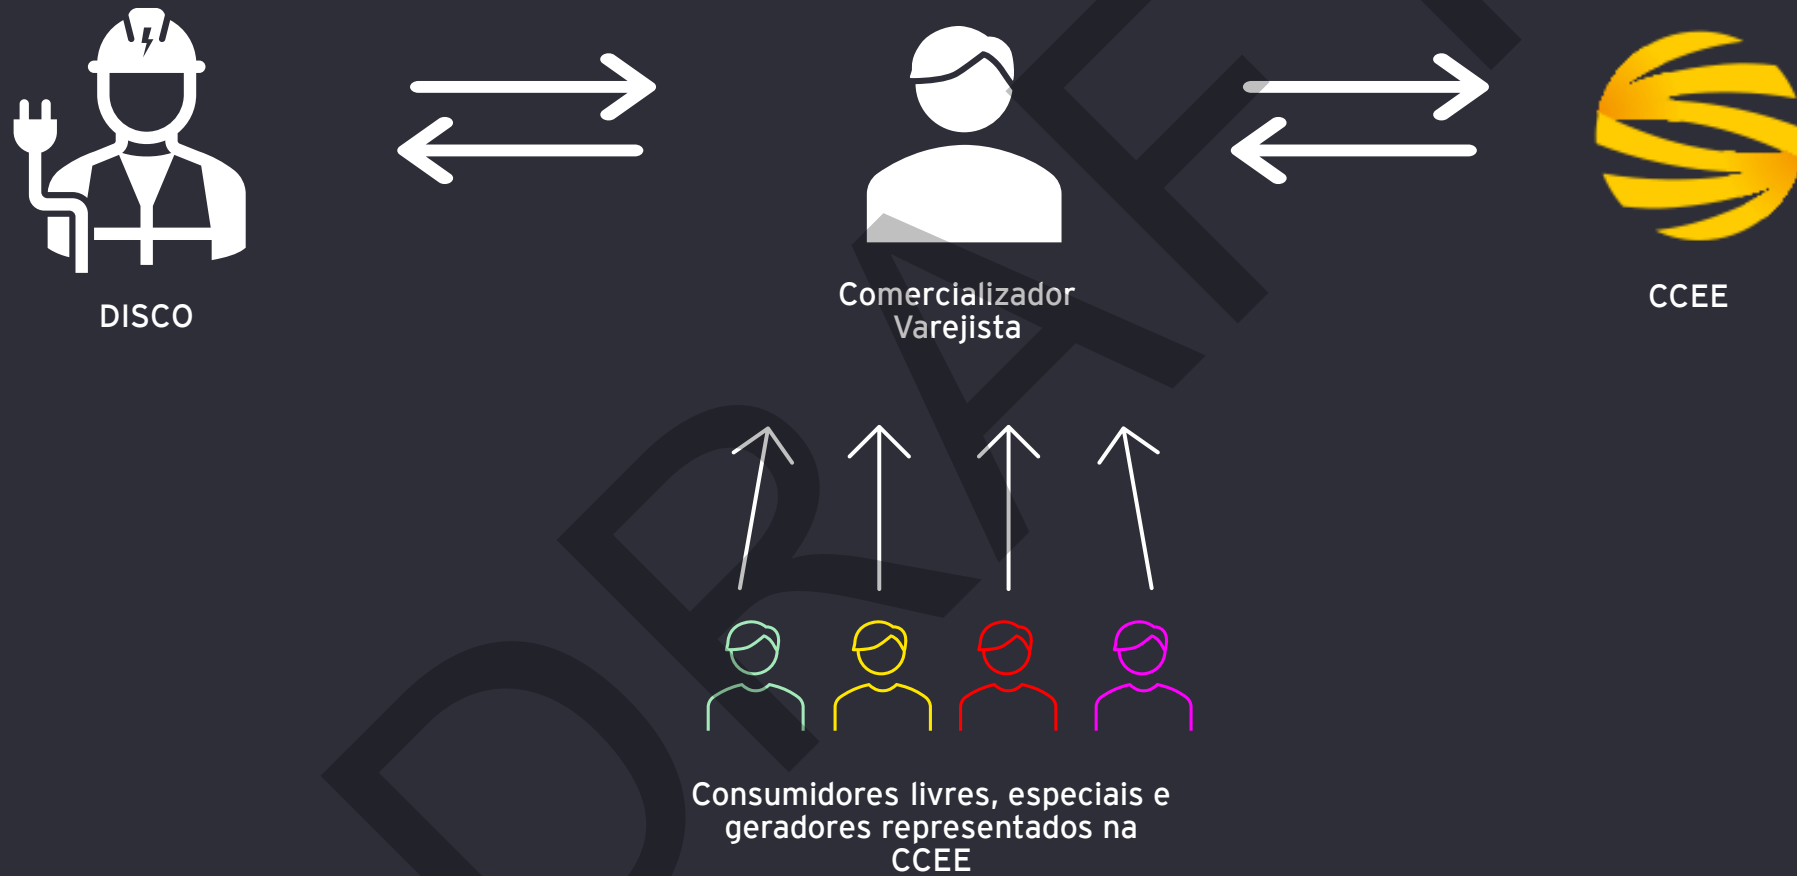 DISCO
Comercializador
Varejista
CCEE
Consumidores livres, especiais e
geradores representados na
CCEE
DRAFT